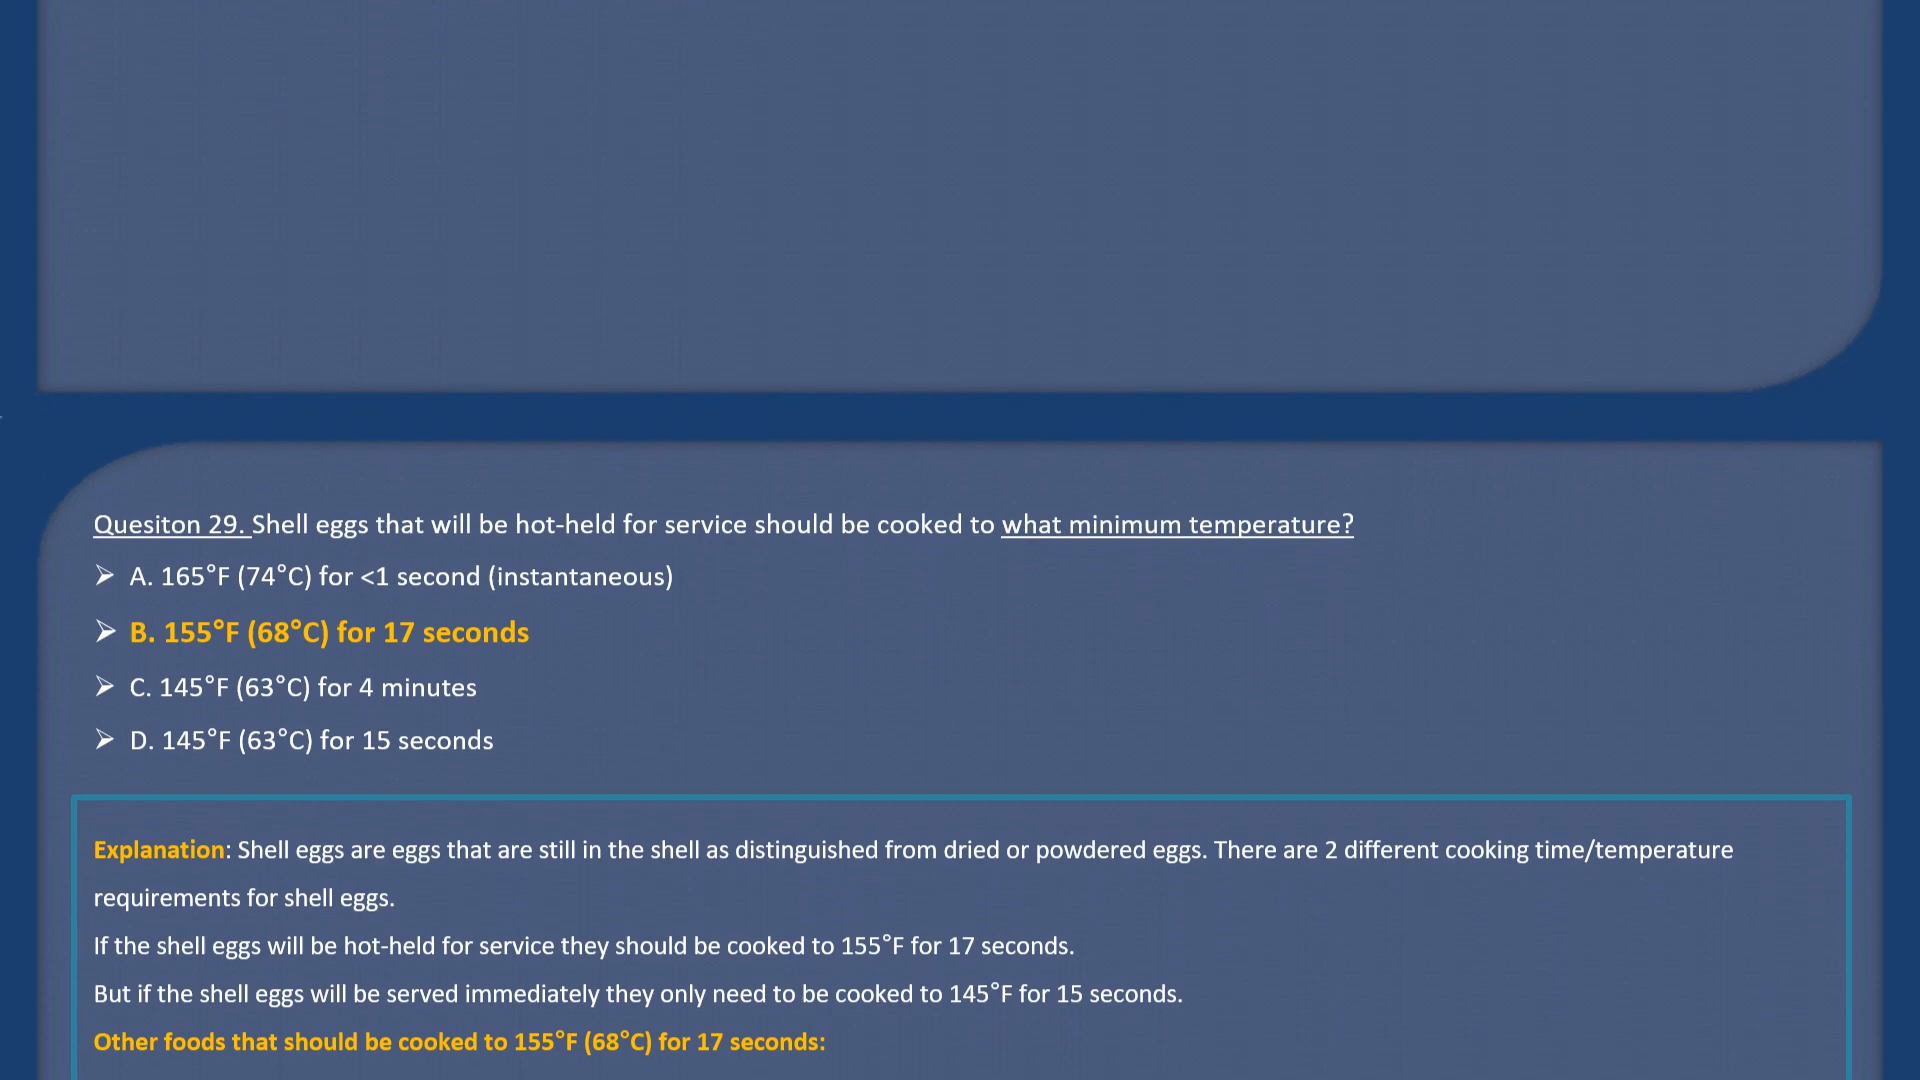 Quesiton 29. Shell eggs that will be hot-held for service should be cooked to what minimum temperature?
➢ A. 165°F (74°C) for <1 second (instantaneous)
➢ B. 155°F (68°C) for 17 seconds
➢ C. 145°F (63°C) for 4 minutes
➢ D. 145°F (63°C) for 15 seconds
Explanation: Shell eggs are eggs that are still in the shell as distinguished from dried or powdered eggs. There are 2 different cooking time/temperature
requirements for shell eggs.
If the shell eggs will be hot-held for service they should be cooked to 155°F for 17 seconds.
But if the shell eggs will be served immediately they only need to be cooked to 145°F for 15 seconds.
Other foods that should be cooked to 155°F (68°C) for 17 seconds: